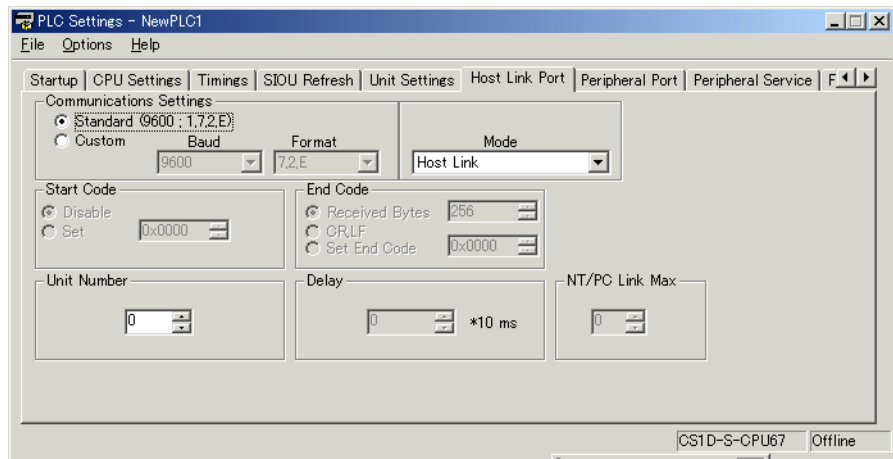 PLC Settings - NewPLC1
File Options Help
Startup CPU Settings Timings SIOU Refresh Unit Settings Host Link Port Peripheral Port Peripheral Service F
Communications Settings
Standard (9600 ; 1,7,2,E)
Custom Baud Format Mode
9600 7,2,E Host Link
Start Code End Code
Disable Received Bytes 256
Set 0x0000 CR,LF
Set End Code 0x0000
Unit Number Delay NT/PC Link Max
0 0 *10 ms 0
CS1D-S-CPU67 Offline